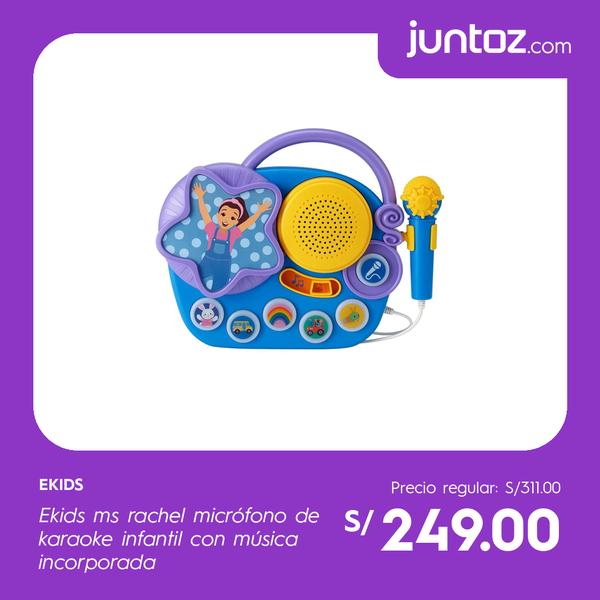 juntoz.com
EKIDS
Ekids ms rachel micrófono de
karaoke infantil con música
incorporada
Precio regular: S/311.00
S/ 249.00